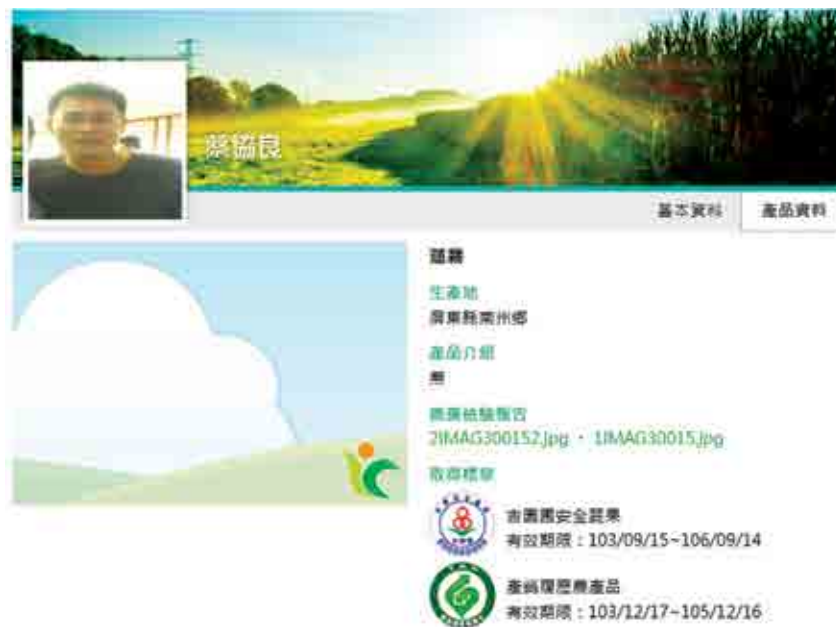 蔡協良
基本資料
產品資料
蓮霧
生產地
屏東縣南州鄉
產品介紹
無
農藥檢驗報告
2IMAG300152.jpg、1IMAG30015.jpg
取得標章
吉園圃安全蔬果
有效期限：103/09/15~106/09/14
產銷履歷農產品
有效期限：103/12/17~105/12/16